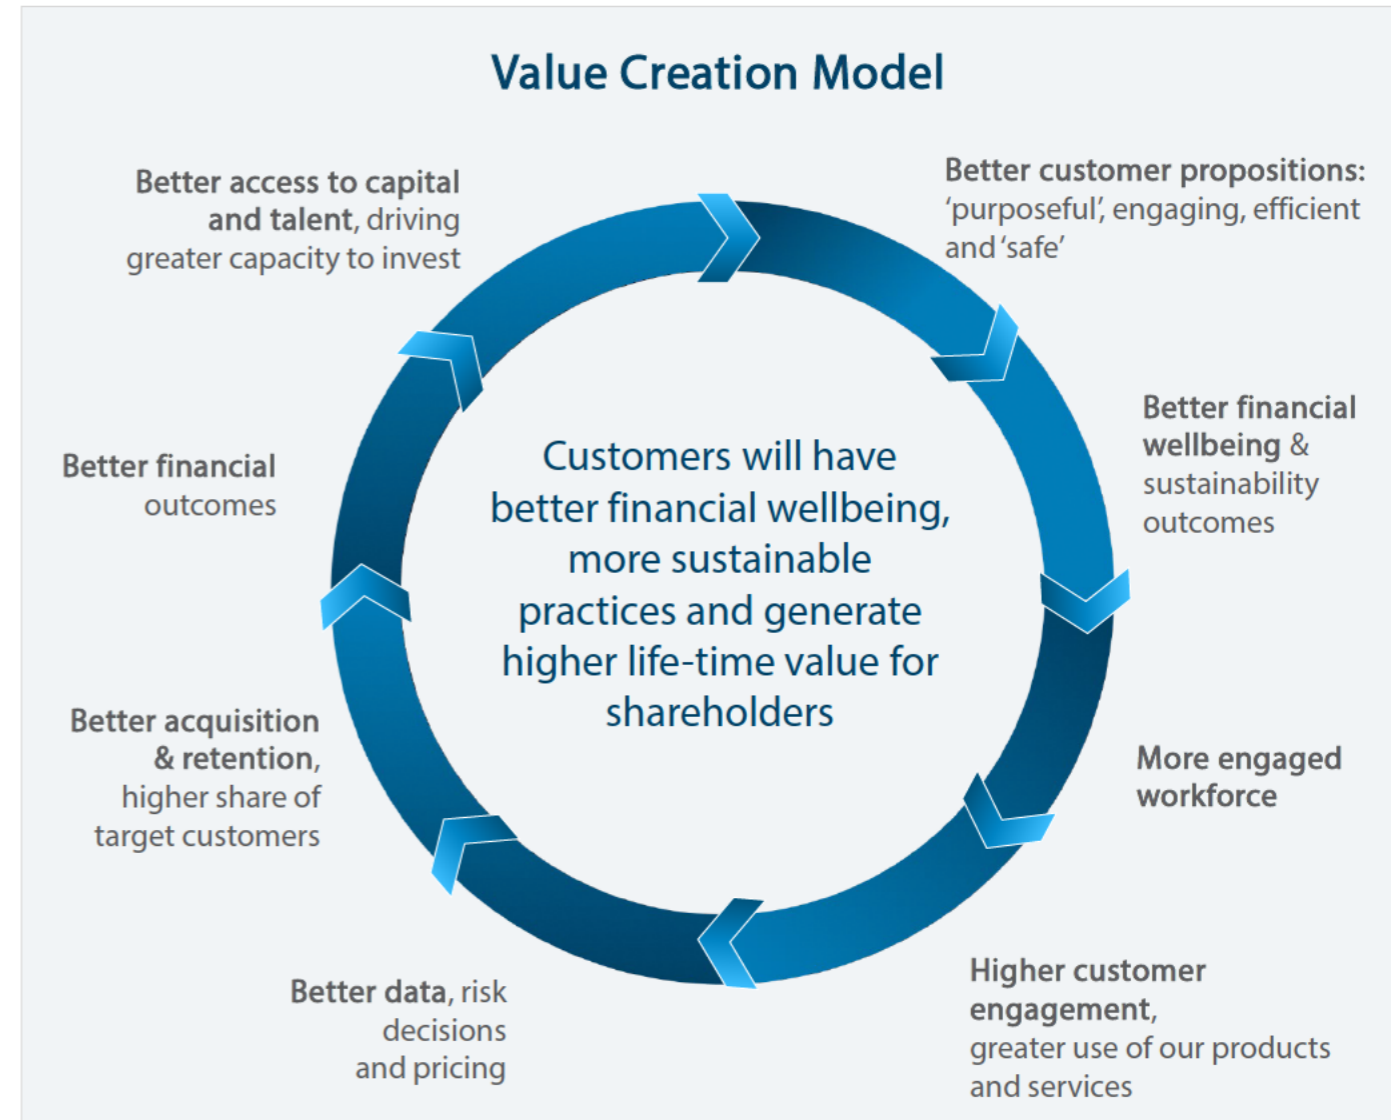 Value Creation Model
Better customer propositions:
‘purposeful’, engaging, efficient
and ‘safe’
Better financial
wellbeing &
sustainability
outcomes
More engaged
workforce
Higher customer
engagement,
greater use of our products
and services
Better data, risk
decisions
and pricing
Better acquisition
& retention,
higher share of
target customers
Better financial
outcomes
Better access to capital
and talent, driving
greater capacity to invest
Customers will have
better financial wellbeing,
more sustainable
practices and generate
higher life-time value for
shareholders